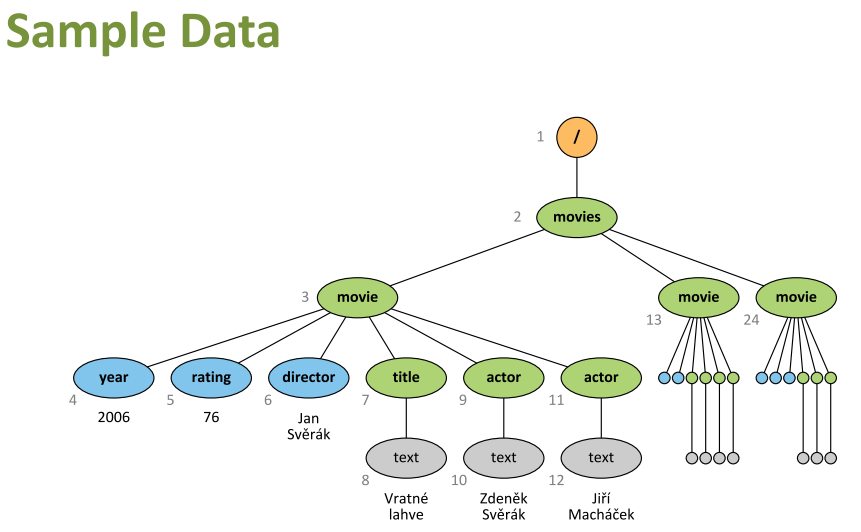 Sample Data
1
/
2
movies
3
movie
movie
movie
13
24
year
rating
director
title
actor
actor
4
5
6
7
9
11
2006
76
Jan
Svěrák
text
text
text
8
10
12
Vratné
lahve
Zdeněk
Svěrák
Jiří
Macháček